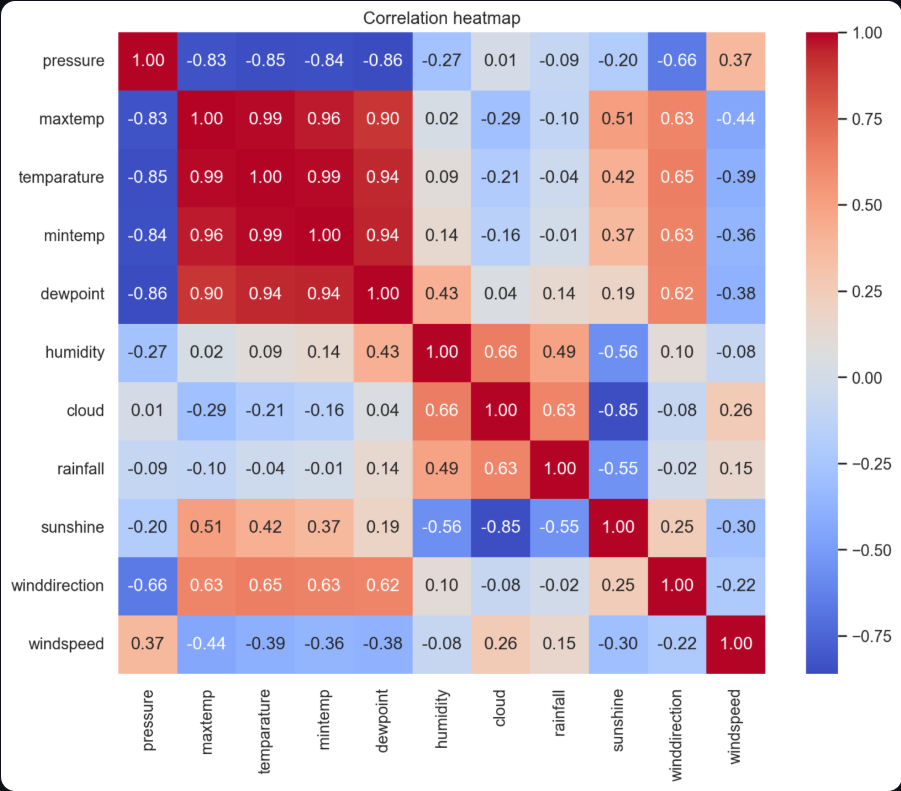 Correlation heatmap
pressure 1.00 -0.83 -0.85 -0.84 -0.86 -0.27 0.01 -0.09 -0.20 -0.66 0.37
maxtemp -0.83 1.00 0.99 0.96 0.90 0.02 -0.29 -0.10 0.51 0.63 -0.44
temparature -0.85 0.99 1.00 0.99 0.94 0.09 -0.21 -0.04 0.42 0.65 -0.39
mintemp -0.84 0.96 0.99 1.00 0.94 0.14 -0.16 -0.01 0.37 0.63 -0.36
dewpoint -0.86 0.90 0.94 0.94 1.00 0.43 0.04 0.14 0.19 0.62 -0.38
humidity -0.27 0.02 0.09 0.14 0.43 1.00 0.66 0.49 -0.56 0.10 -0.08
cloud 0.01 -0.29 -0.21 -0.16 0.04 0.66 1.00 0.63 -0.85 -0.08 0.26
rainfall -0.09 -0.10 -0.04 -0.01 0.14 0.49 0.63 1.00 -0.55 -0.02 0.15
sunshine -0.20 0.51 0.42 0.37 0.19 -0.56 -0.85 -0.55 1.00 0.25 -0.30
winddirection -0.66 0.63 0.65 0.63 0.62 0.10 -0.08 -0.02 0.25 1.00 -0.22
windspeed 0.37 -0.44 -0.39 -0.36 -0.38 -0.08 0.26 0.15 -0.30 -0.22 1.00
pressure maxtemp temparature mintemp dewpoint humidity cloud rainfall sunshine winddirection windspeed
1.00
0.75
0.50
0.25
0.00
−0.25
−0.50
−0.75